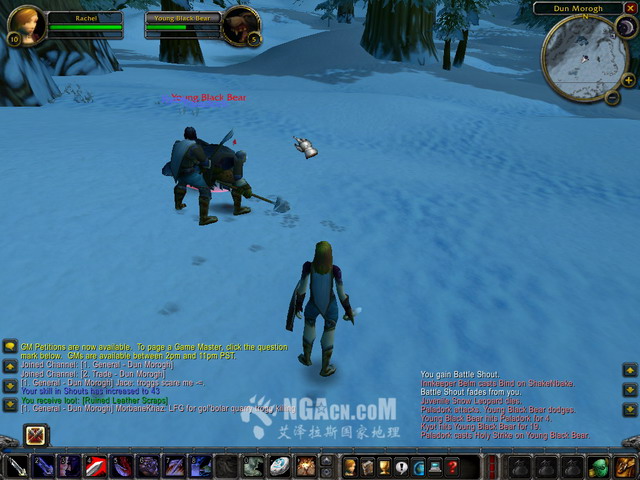 Rachel
10
Young Black Bear
5
Dun Morogh
N
Young Black Bear
GM Petitions are now available. To page a Game Master, click the question
mark below. GMs are available between 2pm and 11pm PST.
Joined Channel: [1. General - Dun Morogh]
Joined Channel: [2. Trade - Dun Morogh]
[1. General - Dun Morogh] Jace: troggs scare me
Your skill in Shouts has increased to 43
You receive loot: [Ruined Leather Scraps]
[1. General - Dun Morogh] MorbaneKhaz: LFG for gol'bolar quarry trogg killing
You gain Battle Shout.
Innkeeper Belm casts Bind on ShakeNBake.
Battle Shout fades from you.
Juvenile Snow Leopard dies.
Paladork attacks. Young Black Bear dodges.
Young Black Bear hits Paladork for 4.
Kyol hits Young Black Bear for 19.
Paladork casts Holy Strike on Young Black Bear.
NGAcn.coM
艾泽拉斯国家地理